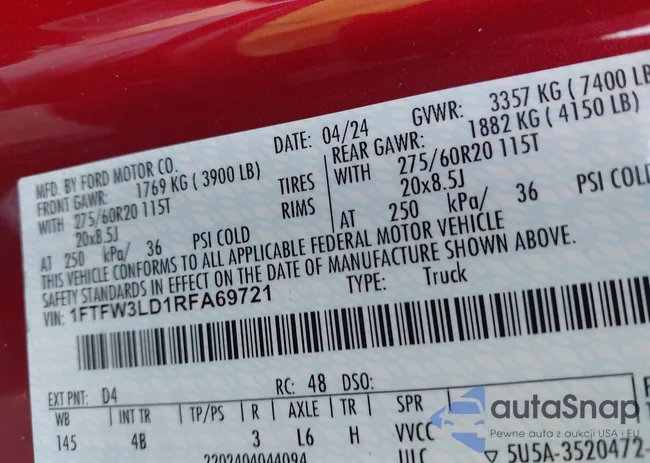 MFD. BY FORD MOTOR CO.
DATE: 04/24
GVWR: 3357 KG ( 7400 LB
FRONT GAWR: 1769 KG ( 3900 LB)
REAR GAWR: 1882 KG ( 4150 LB)
WITH 275/60R20 115T
TIRES
WITH 275/60R20 115T
20x8.5J
RIMS
20x8.5J
AT 250 kPa/ 36 PSI COLD
AT 250 kPa/ 36 PSI COLD
THIS VEHICLE CONFORMS TO ALL APPLICABLE FEDERAL MOTOR VEHICLE
SAFETY STANDARDS IN EFFECT ON THE DATE OF MANUFACTURE SHOWN ABOVE.
VIN: 1FTFW3LD1RFA69721
TYPE: Truck
EXT PNT: D4
RC: 48 DSO:
WB INT TR TP/PS R AXLE TR SPR
145 4B 3 L6 H VVCC
autoSnap
Pewne auta z aukcji USA i EU
5U5A-3520472-